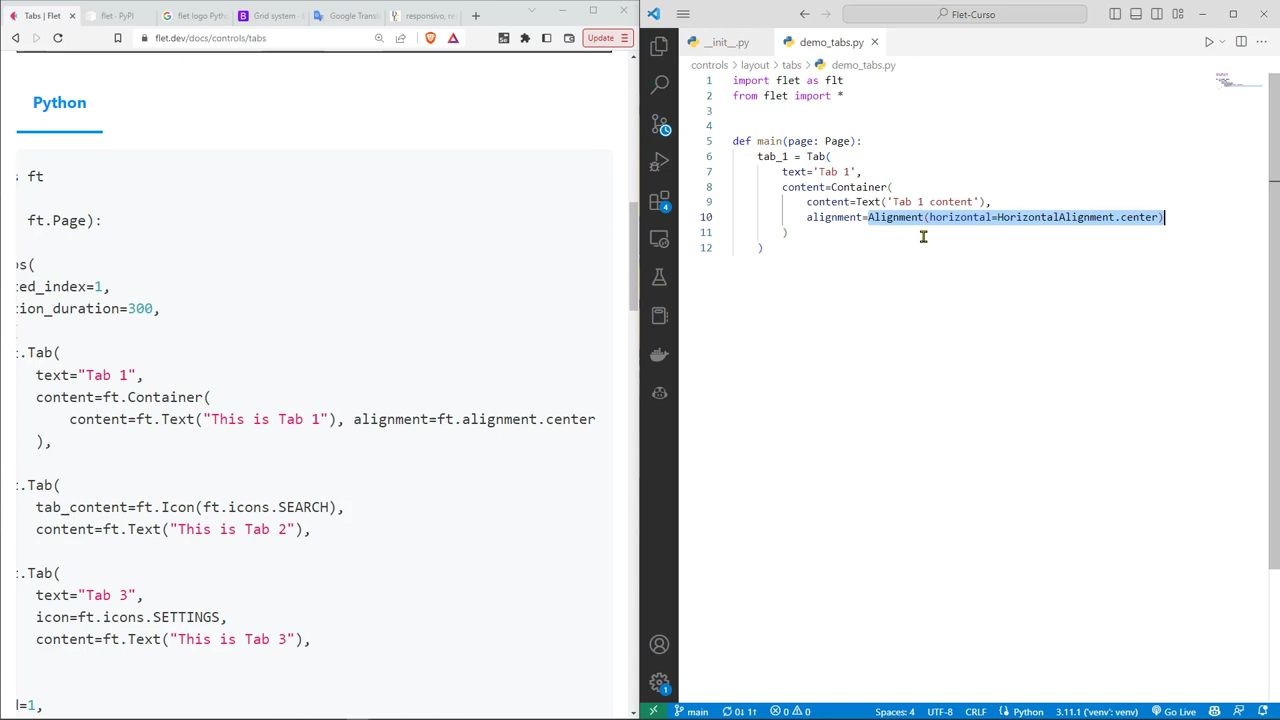 Tabs | Flet
flet · PyPI
flet logo Pytho
Grid system ·
Google Transl
responsivo, re
flet.dev/docs/controls/tabs
Update
Python
s ft
ft.Page):
os(
ted_index=1,
tion_duration=300,
t.Tab(
text="Tab 1",
content=ft.Container(
content=ft.Text("This is Tab 1"), alignment=ft.alignment.center
),
t.Tab(
tab_content=ft.Icon(ft.icons.SEARCH),
content=ft.Text("This is Tab 2"),
t.Tab(
text="Tab 3",
icon=ft.icons.SETTINGS,
content=ft.Text("This is Tab 3"),
d=1,
Flet-Curso
__init__.py
demo_tabs.py
controls > layout > tabs > demo_tabs.py
1 import flet as flt
2 from flet import *
3
4
5 def main(page: Page):
6 tab_1 = Tab(
7 text='Tab 1',
8 content=Container(
9 content=Text('Tab 1 content'),
10 alignment=Alignment(horizontal=HorizontalAlignment.center)
11 )
12 )
4
1
main 0↓ 1↑ 0 0 Spaces: 4 UTF-8 CRLF Python 3.11.1 ('venv': venv) Go Live